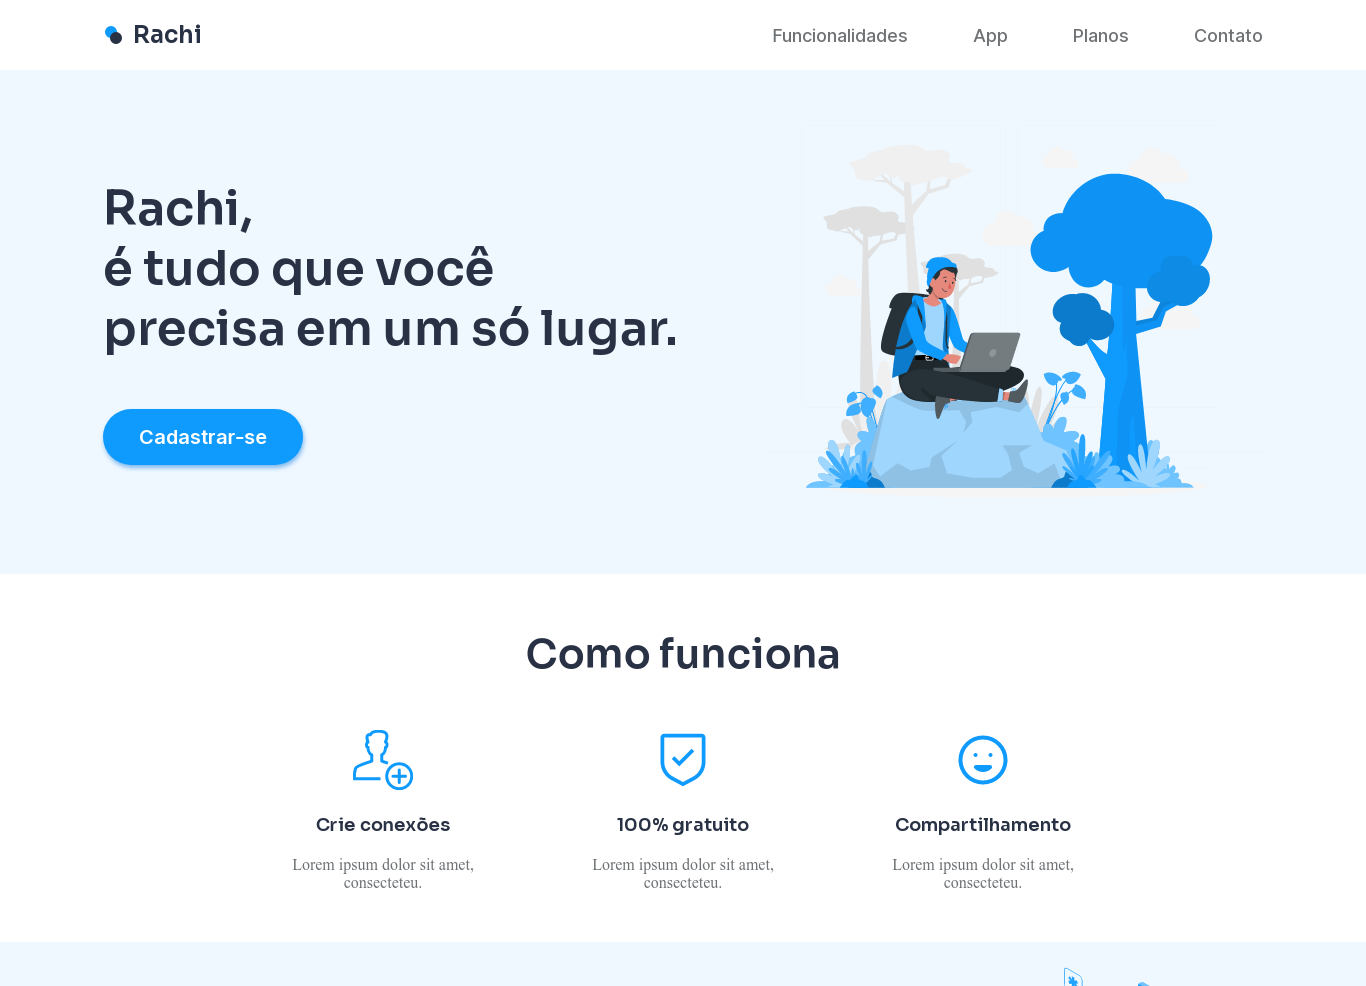 Rachi
Funcionalidades
App
Planos
Contato
Rachi,
é tudo que você
precisa em um só lugar.
Cadastrar-se
Como funciona
Crie conexões
Lorem ipsum dolor sit amet,
consecteteu.
100% gratuito
Lorem ipsum dolor sit amet,
consecteteu.
Compartilhamento
Lorem ipsum dolor sit amet,
consecteteu.